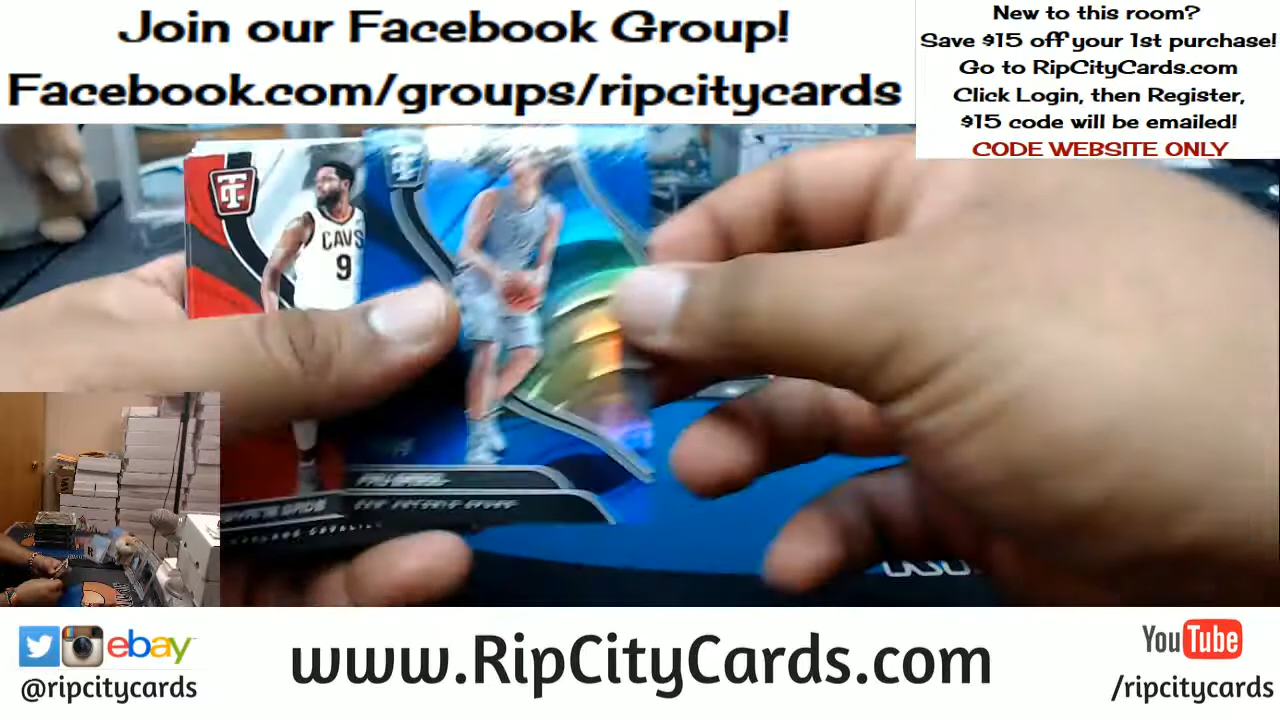 Join our Facebook Group!
Facebook.com/groups/ripcitycards
New to this room?
Save $15 off your 1st purchase!
Go to RipCityCards.com
Click Login, then Register,
$15 code will be emailed!
CODE WEBSITE ONLY
CAVS
9
ebay
@ripcitycards
www.RipCityCards.com
YouTube
/ripcitycards